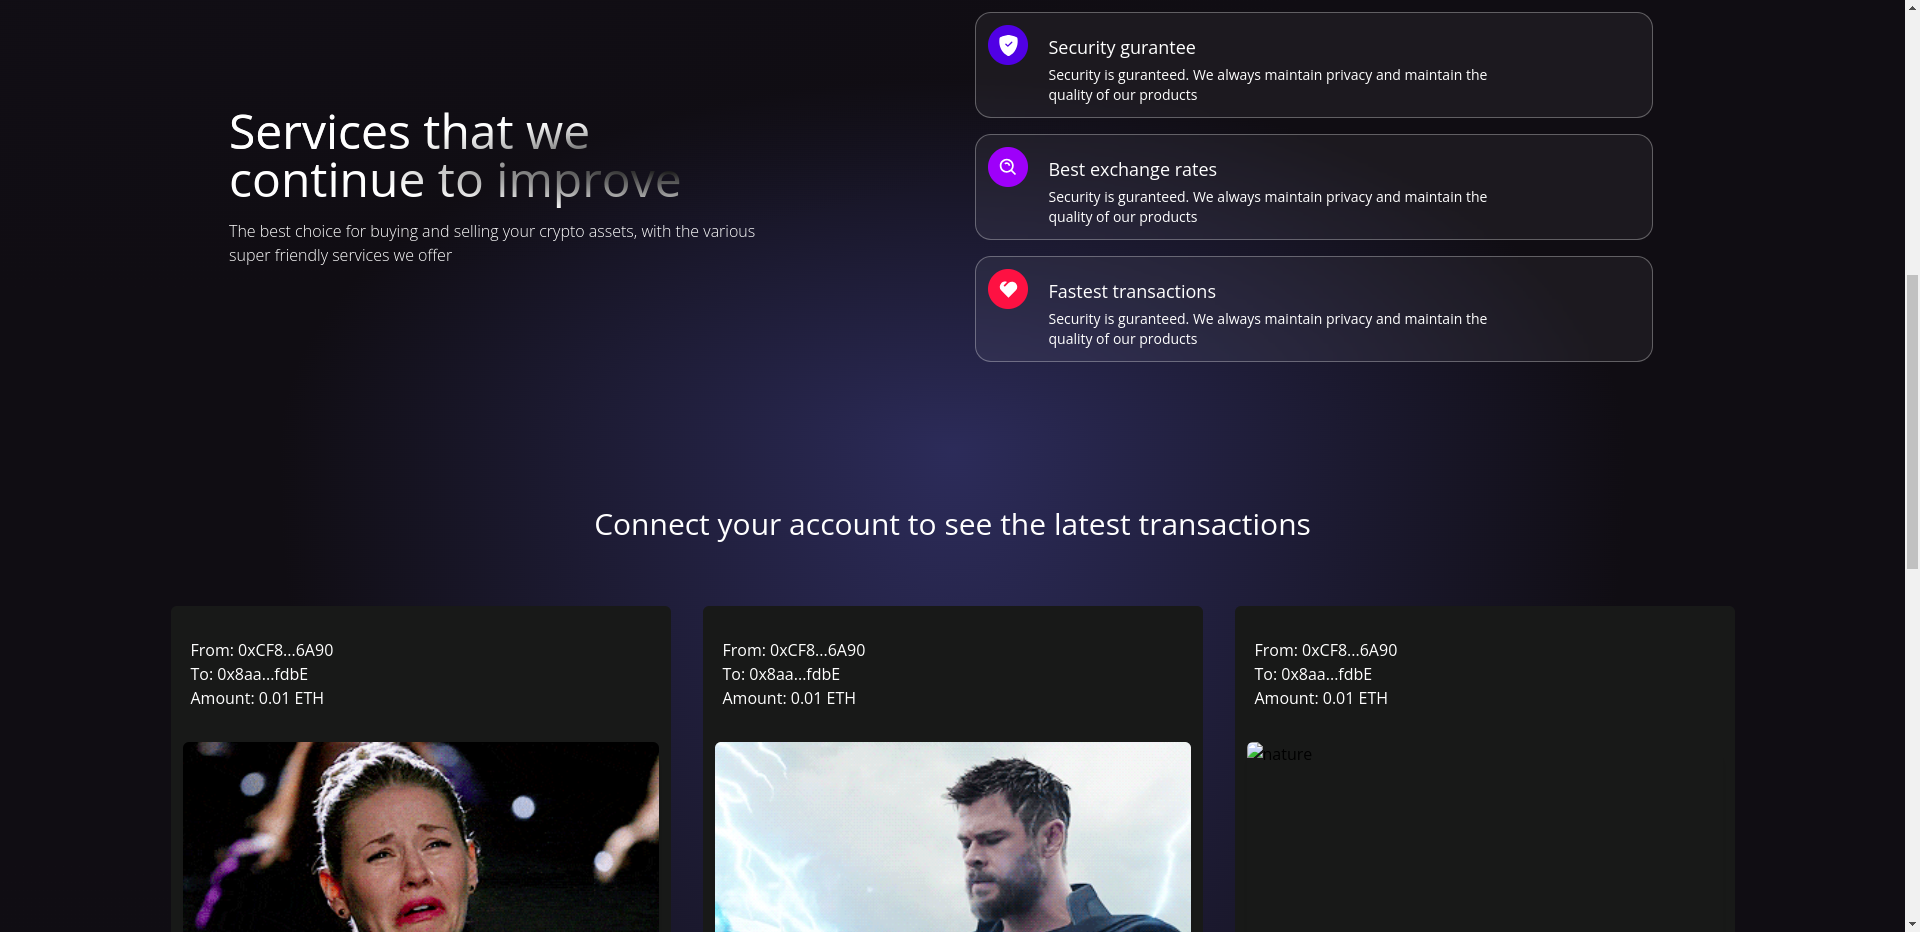 Services that we
continue to improve
The best choice for buying and selling your crypto assets, with the various
super friendly services we offer
Security gurantee
Security is guranteed. We always maintain privacy and maintain the
quality of our products
Best exchange rates
Security is guranteed. We always maintain privacy and maintain the
quality of our products
Fastest transactions
Security is guranteed. We always maintain privacy and maintain the
quality of our products
Connect your account to see the latest transactions
From: 0xCF8...6A90
To: 0x8aa...fdbE
Amount: 0.01 ETH
From: 0xCF8...6A90
To: 0x8aa...fdbE
Amount: 0.01 ETH
From: 0xCF8...6A90
To: 0x8aa...fdbE
Amount: 0.01 ETH
nature